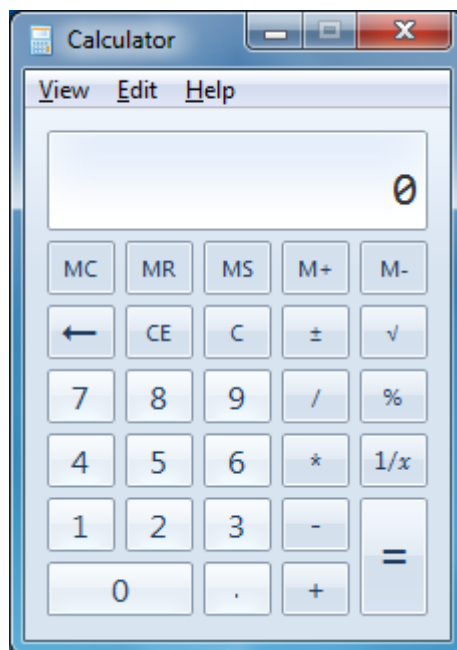 Calculator
View Edit Help
0
MC MR MS M+ M-
← CE C ± √
7 8 9 / %
4 5 6 * 1/x
1 2 3 - =
0 . +